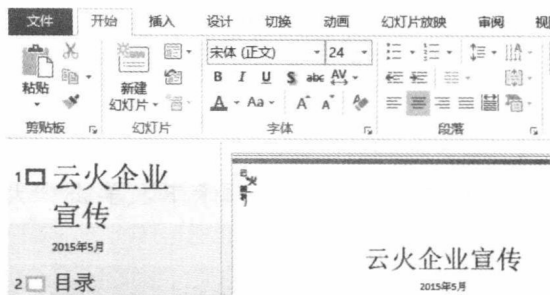 文件 开始 插入 设计 切换 动画 幻灯片放映 审阅
宋体 (正文) 24
粘贴
新建
幻灯片
B I U S abc AV
A Aa A A
剪贴板 幻灯片 字体 段落
1 云火企业
宣传
2015年5月
2 目录
云火企业宣传
2015年5月